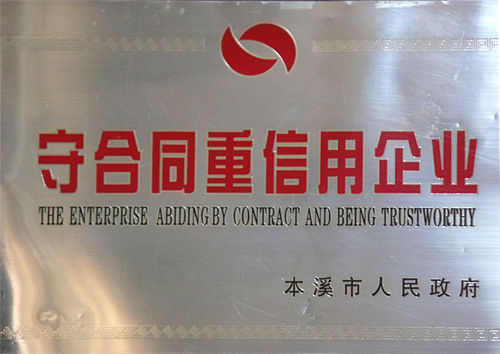 守合同重信用企业
THE ENTERPRISE ABIDING BY CONTRACT AND BEING TRUSTWORTHY
本溪市人民政府